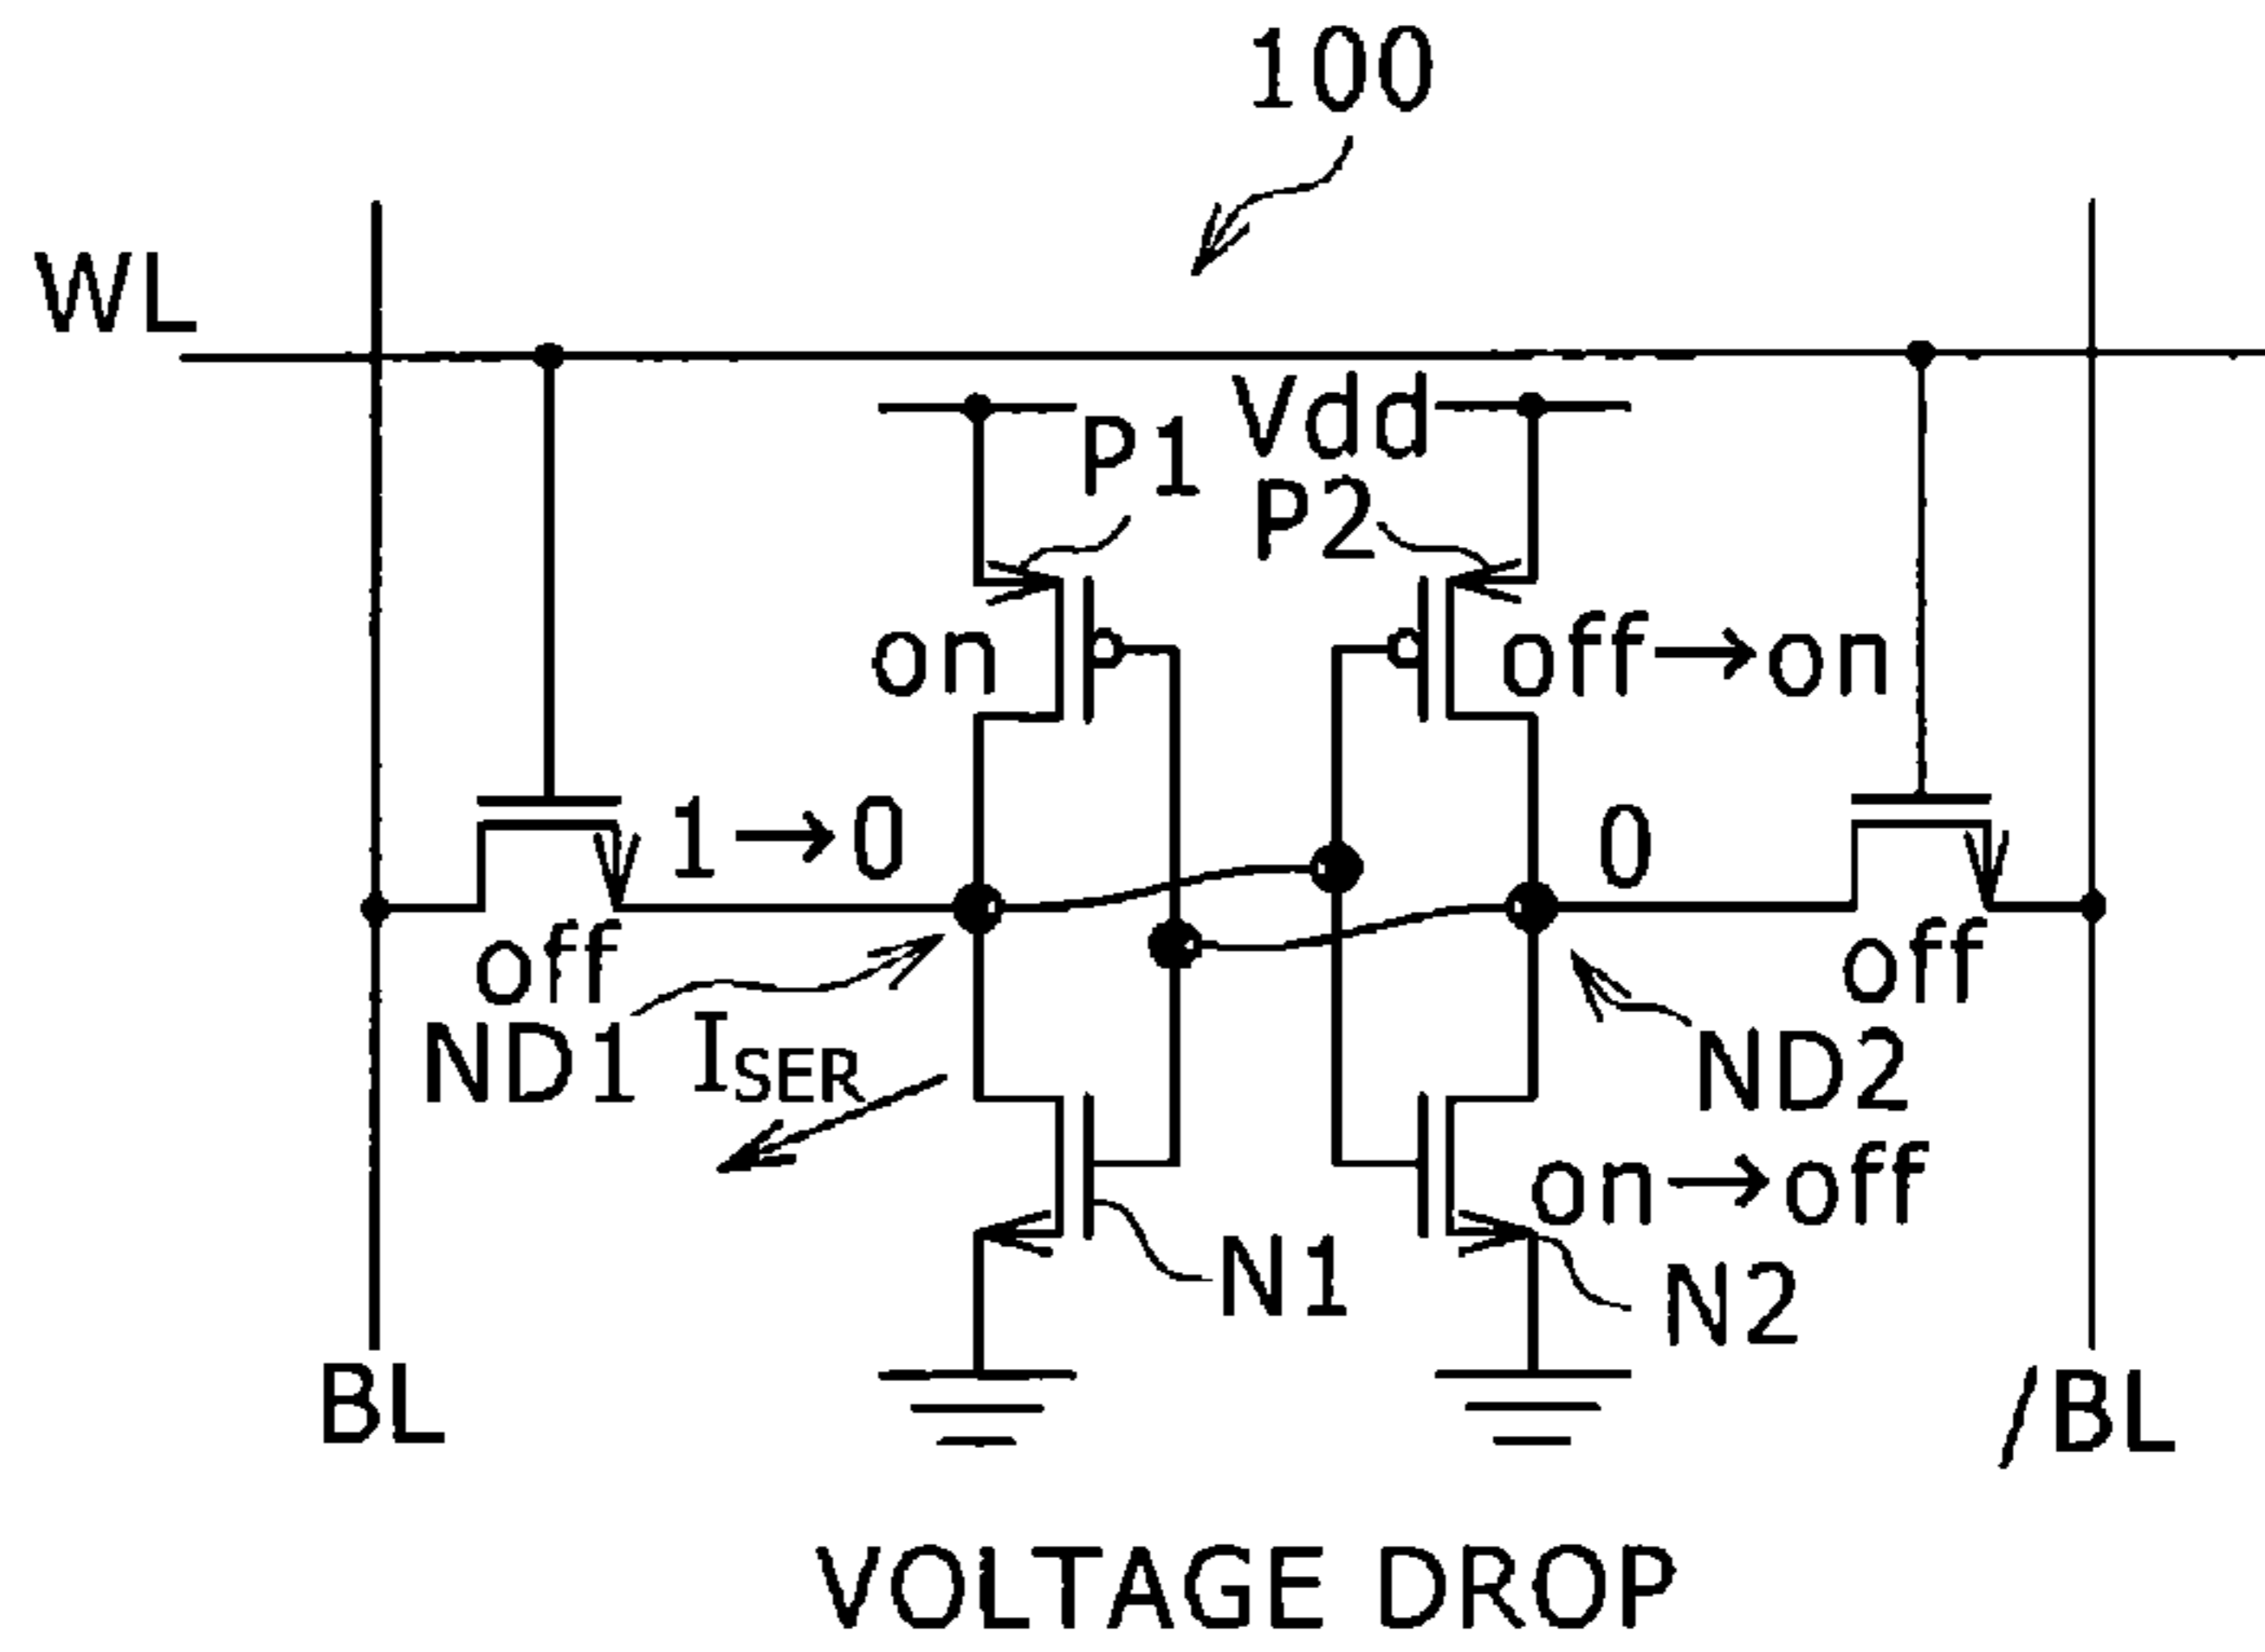 100
WL
Vdd
P1
P2
on
off→on
1→0
0
off
off
ND1
I_SER
ND2
on→off
N1
N2
BL
/BL
VOLTAGE DROP